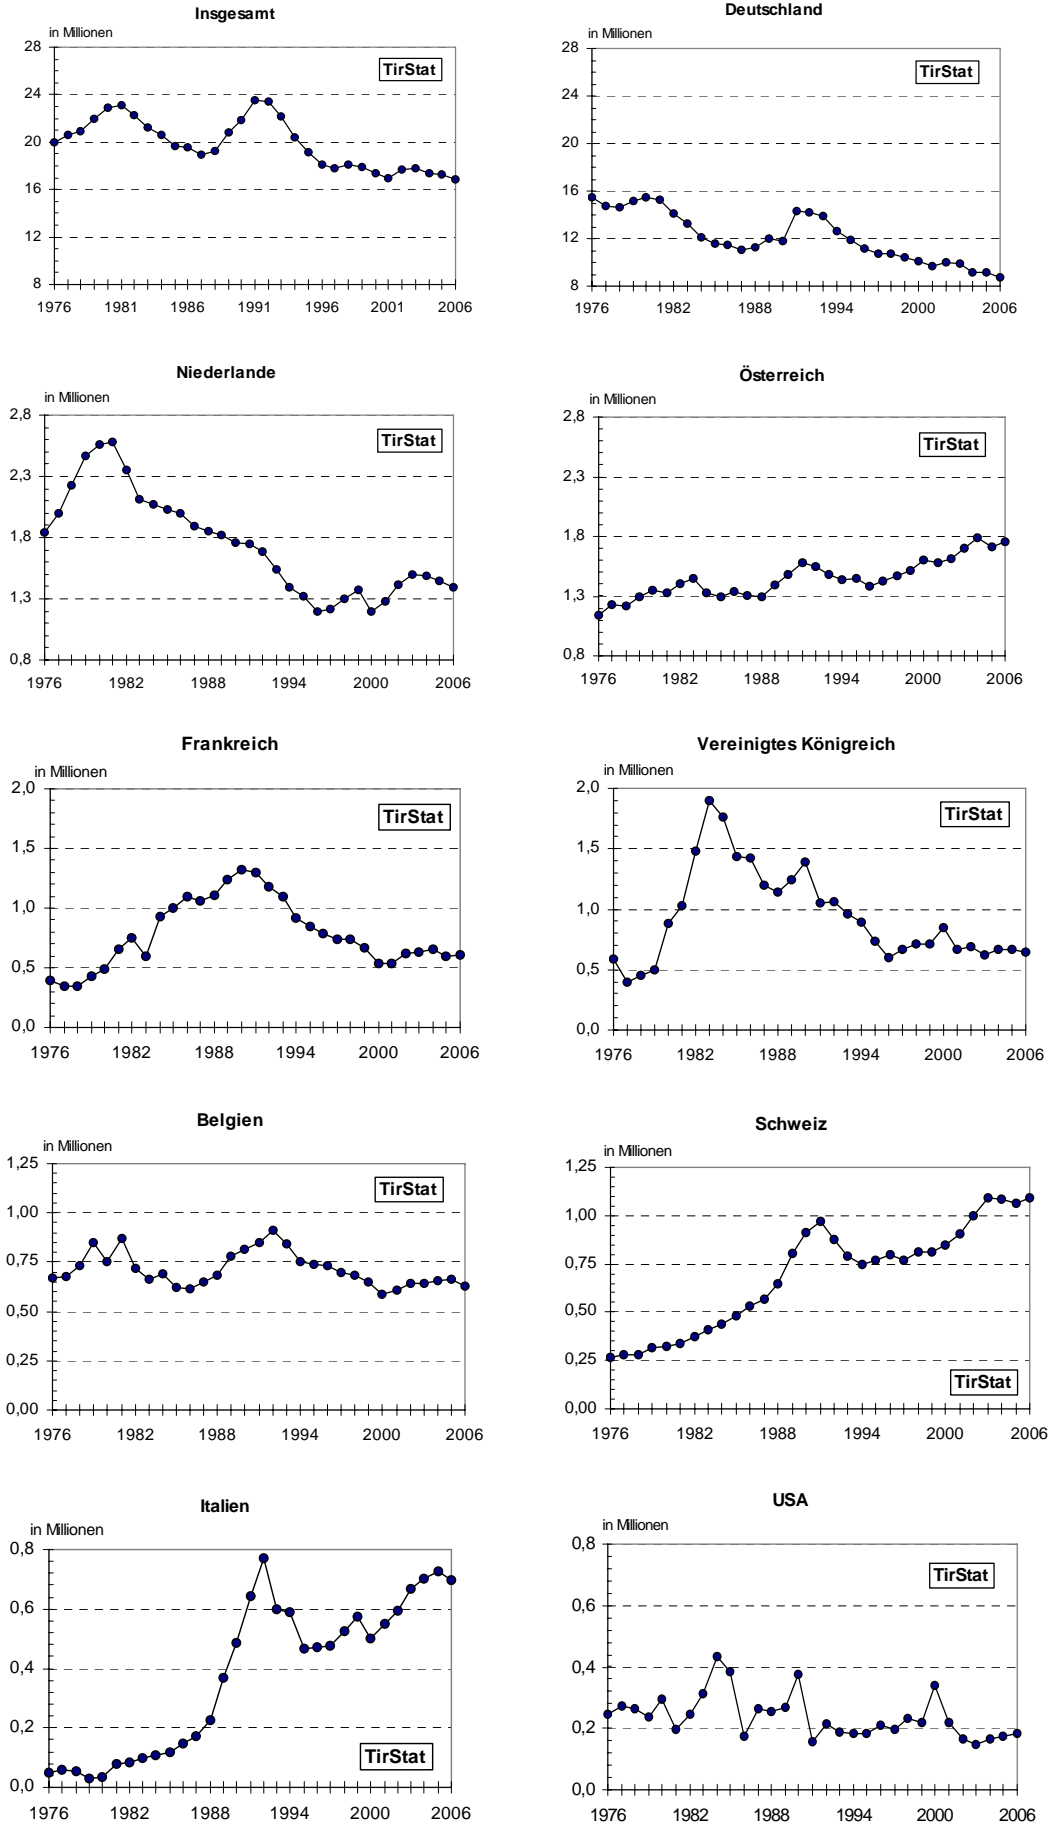 Insgesamt
in Millionen
28
24
20
16
12
8
TirStat
1976 1981 1986 1991 1996 2001 2006
Deutschland
in Millionen
28
24
20
16
12
8
TirStat
1976 1982 1988 1994 2000 2006
Niederlande
in Millionen
2,8
2,3
1,8
1,3
0,8
TirStat
1976 1982 1988 1994 2000 2006
Österreich
in Millionen
2,8
2,3
1,8
1,3
0,8
TirStat
1976 1982 1988 1994 2000 2006
Frankreich
in Millionen
2,0
1,5
1,0
0,5
0,0
TirStat
1976 1982 1988 1994 2000 2006
Vereinigtes Königreich
in Millionen
2,0
1,5
1,0
0,5
0,0
TirStat
1976 1982 1988 1994 2000 2006
Belgien
in Millionen
1,25
1,00
0,75
0,50
0,25
0,00
TirStat
1976 1982 1988 1994 2000 2006
Schweiz
in Millionen
1,25
1,00
0,75
0,50
0,25
0,00
TirStat
1976 1982 1988 1994 2000 2006
Italien
in Millionen
0,8
0,6
0,4
0,2
0,0
TirStat
1976 1982 1988 1994 2000 2006
USA
in Millionen
0,8
0,6
0,4
0,2
0,0
TirStat
1976 1982 1988 1994 2000 2006